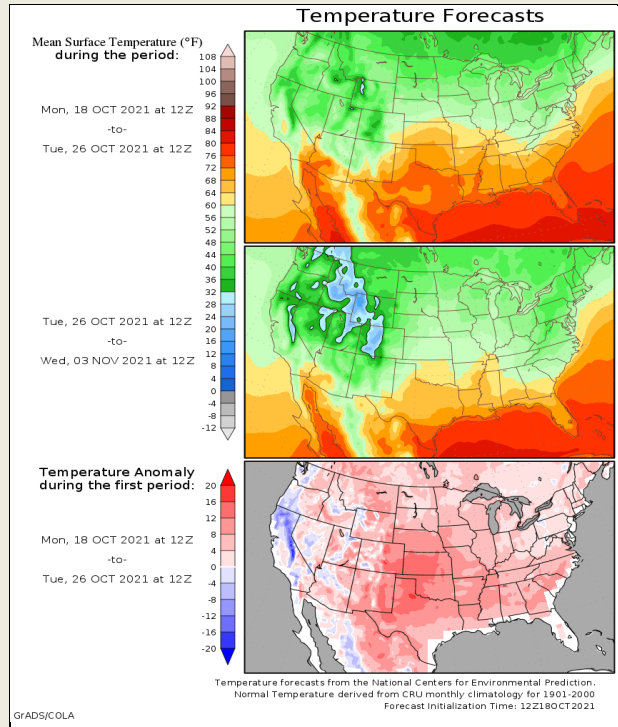 Temperature Forecasts
Mean Surface Temperature (°F)
during the period:
Mon, 18 OCT 2021 at 12Z
-to-
Tue, 26 OCT 2021 at 12Z
108
104
100
96
92
88
84
80
76
72
68
64
60
56
52
48
44
40
36
32
28
24
20
16
12
8
4
0
-4
-8
-12
Tue, 26 OCT 2021 at 12Z
-to-
Wed, 03 NOV 2021 at 12Z
Temperature Anomaly
during the first period:
Mon, 18 OCT 2021 at 12Z
-to-
Tue, 26 OCT 2021 at 12Z
20
16
12
8
4
0
-4
-8
-12
-16
-20
Temperature forecasts from the National Centers for Environmental Prediction.
Normal Temperature derived from CRU monthly climatology for 1901-2000
Forecast Initialization Time: 12Z18OCT2021
GrADS/COLA